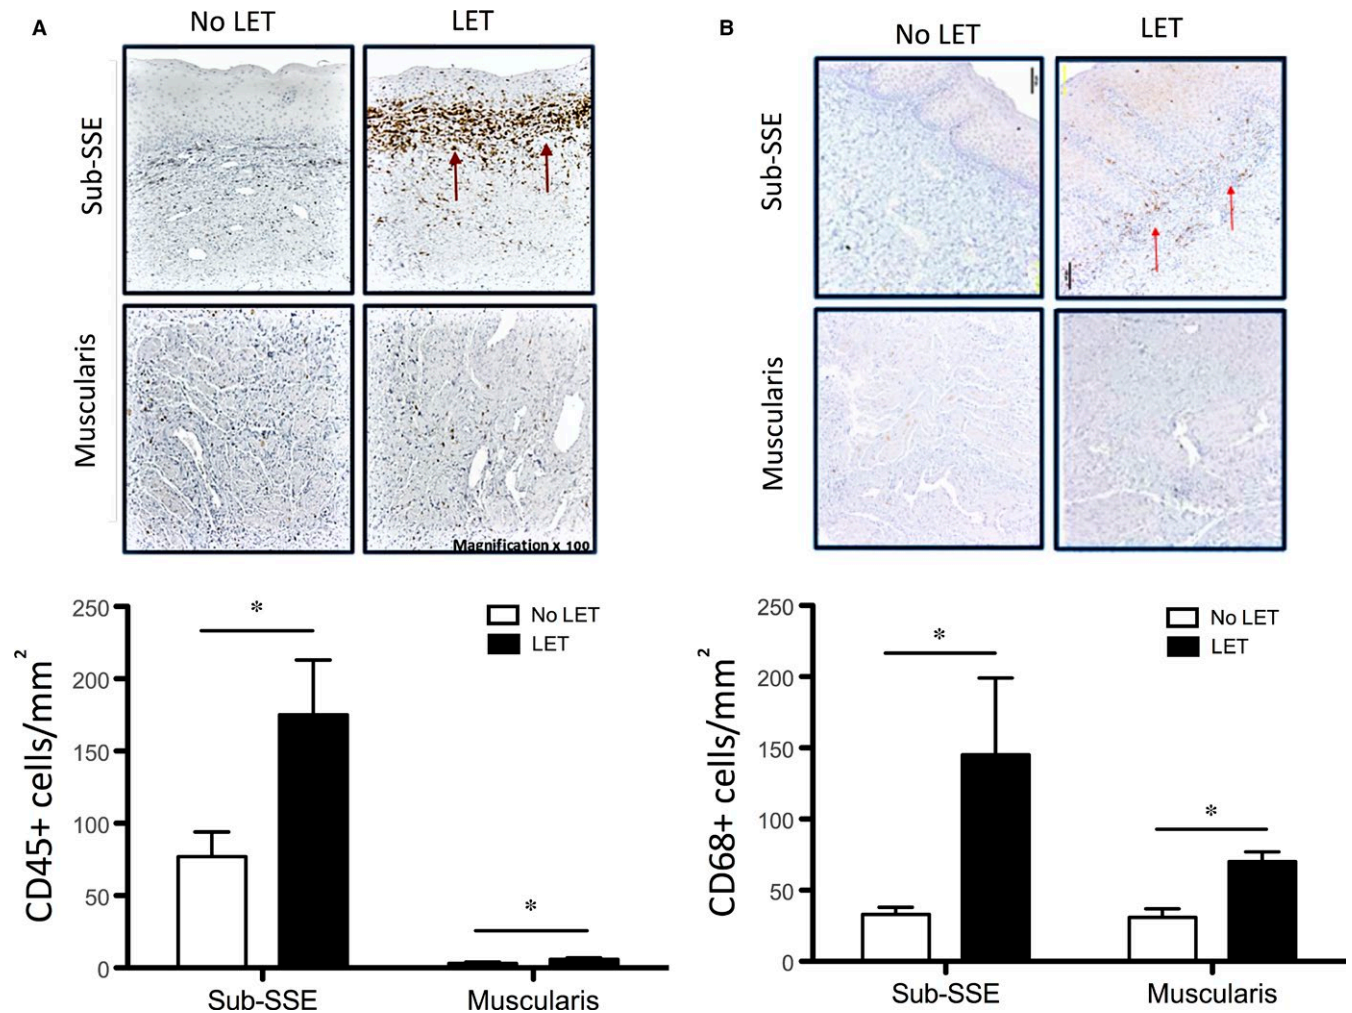 A
No LET
LET
Sub-SSE
Muscularis
Magnification x 100
250
200
150
100
50
0
CD45+ cells/mm²
*
*
No LET
LET
Sub-SSE
Muscularis
B
No LET
LET
Sub-SSE
Muscularis
250
200
150
100
50
0
CD68+ cells/mm²
*
*
No LET
LET
Sub-SSE
Muscularis